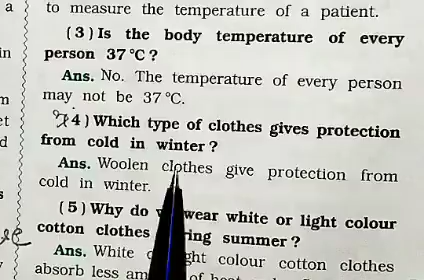 to measure the temperature of a patient.
(3) Is the body temperature of every
person 37 °C ?
Ans. No. The temperature of every person
may not be 37 °C.
(4) Which type of clothes gives protection
from cold in winter ?
Ans. Woolen clothes give protection from
cold in winter.
(5) Why do wear white or light colour
cotton clothes summer ?
Ans. White colour cotton clothes
absorb less of